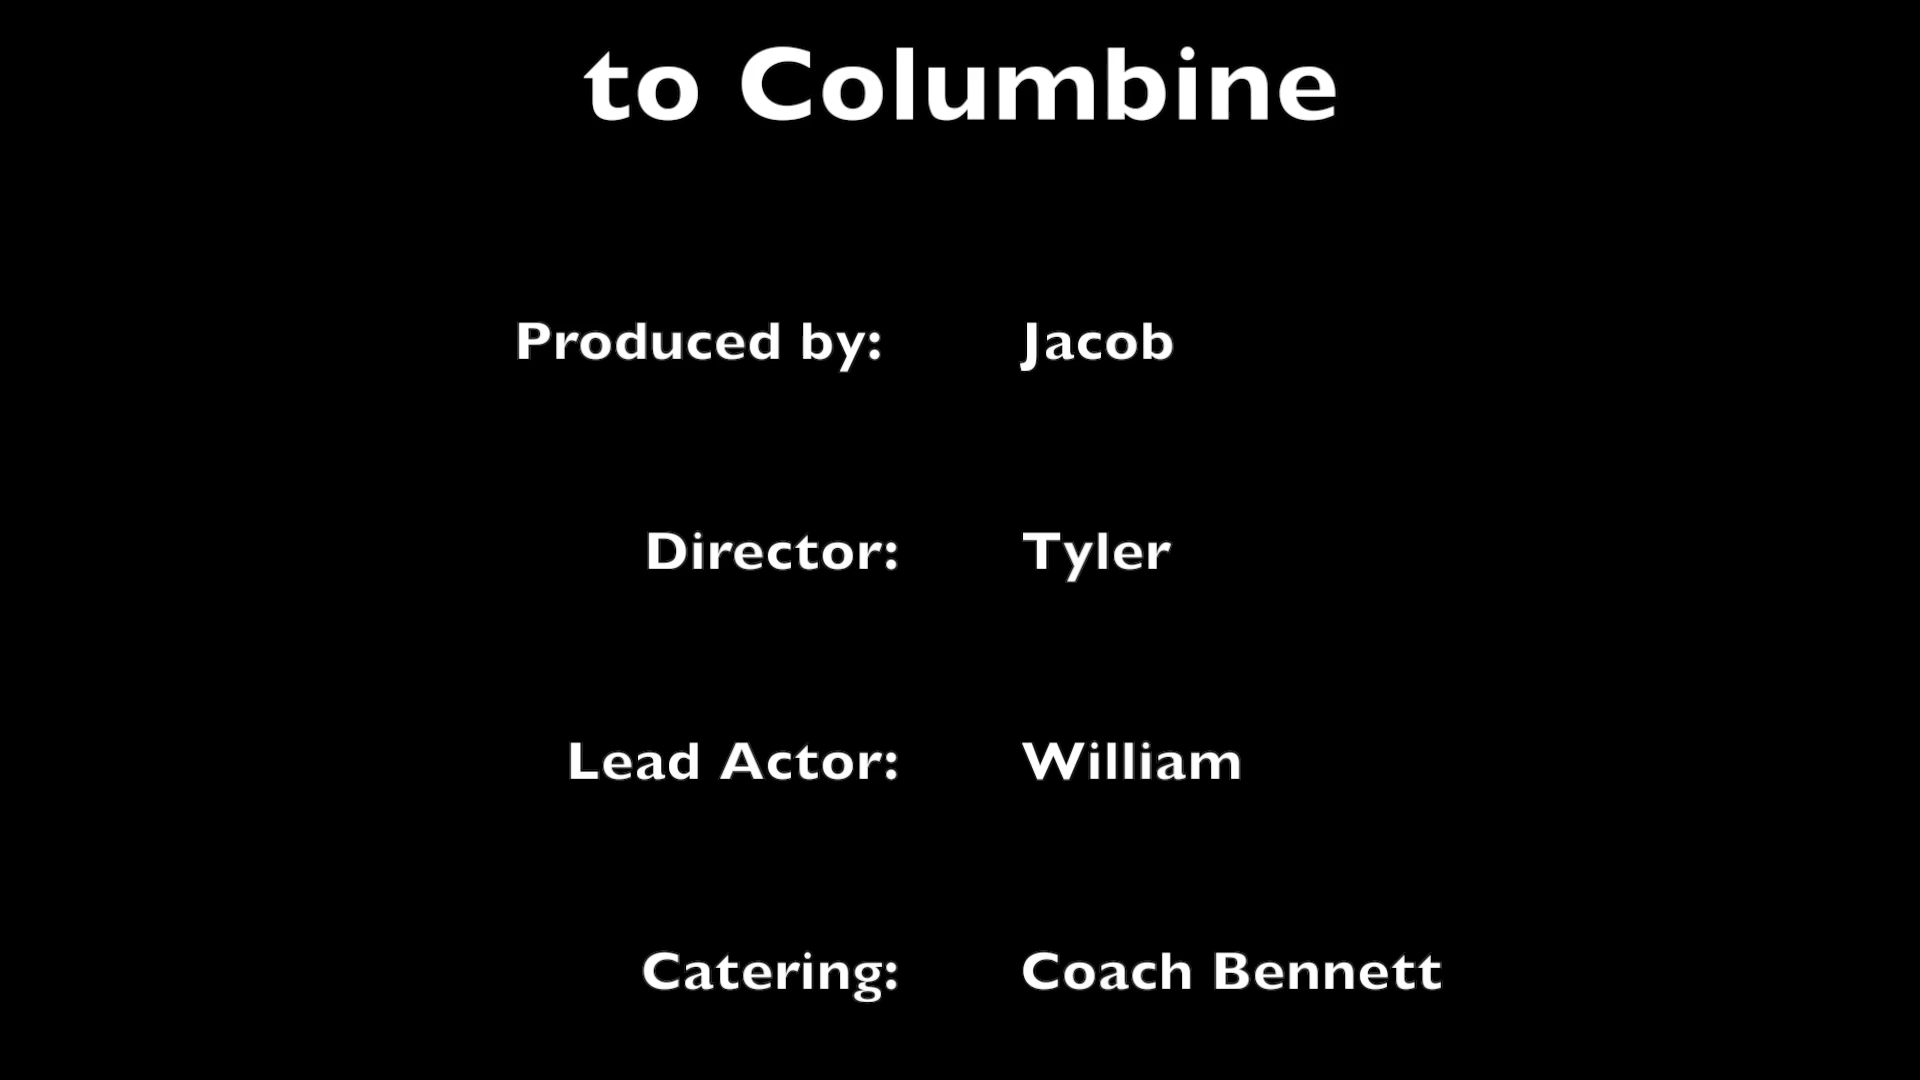 to Columbine
Produced by: Jacob
Director: Tyler
Lead Actor: William
Catering: Coach Bennett